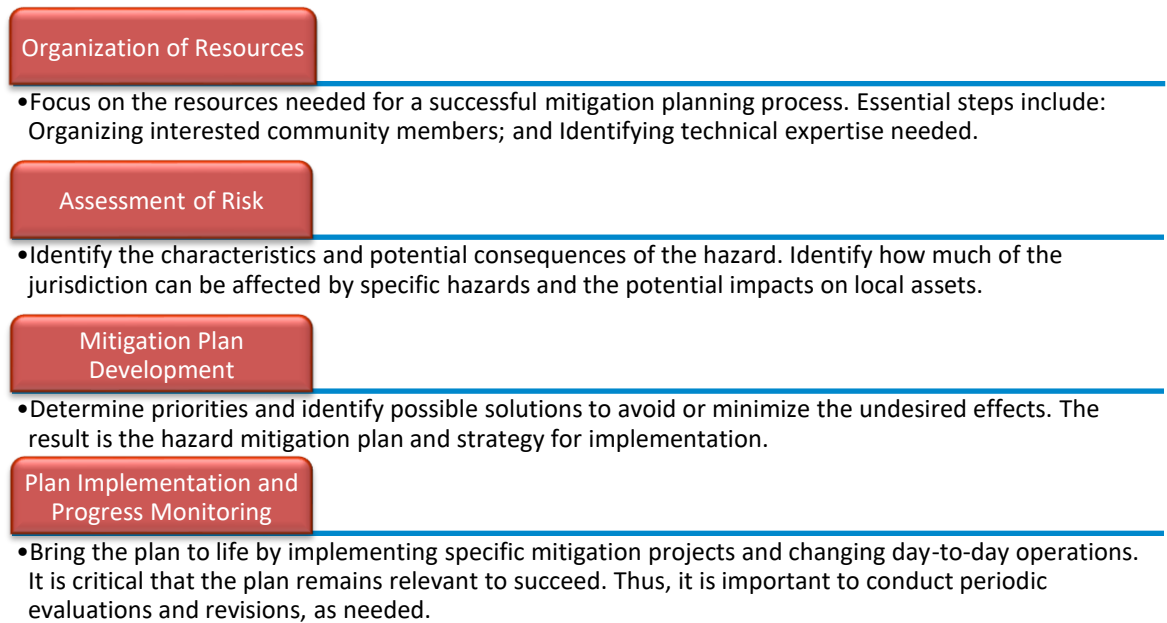 Organization of Resources
•Focus on the resources needed for a successful mitigation planning process. Essential steps include:
Organizing interested community members; and Identifying technical expertise needed.
Assessment of Risk
•Identify the characteristics and potential consequences of the hazard. Identify how much of the
jurisdiction can be affected by specific hazards and the potential impacts on local assets.
Mitigation Plan
Development
•Determine priorities and identify possible solutions to avoid or minimize the undesired effects. The
result is the hazard mitigation plan and strategy for implementation.
Plan Implementation and
Progress Monitoring
•Bring the plan to life by implementing specific mitigation projects and changing day-to-day operations.
It is critical that the plan remains relevant to succeed. Thus, it is important to conduct periodic
evaluations and revisions, as needed.